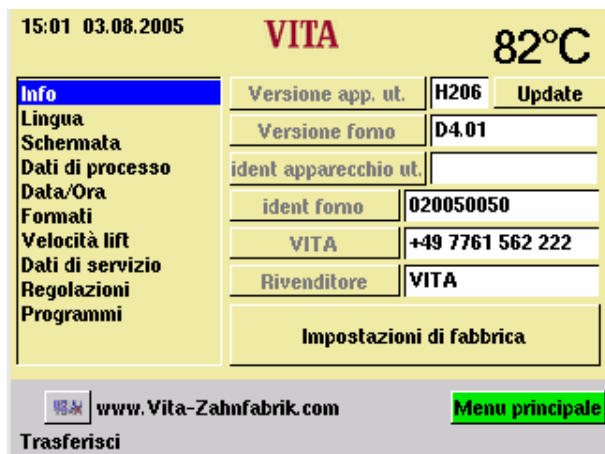 15:01 03.08.2005
VITA
82°C
Info
Lingua
Schermata
Dati di processo
Data/Ora
Formati
Velocità lift
Dati di servizio
Regolazioni
Programmi
Versione app. ut. H206 Update
Versione forno D4.01
ident apparecchio ut.
ident forno 020050050
VITA +49 7761 562 222
Rivenditore VITA
Impostazioni di fabbrica
www.Vita-Zahnfabrik.com
Menu principale
Trasferisci